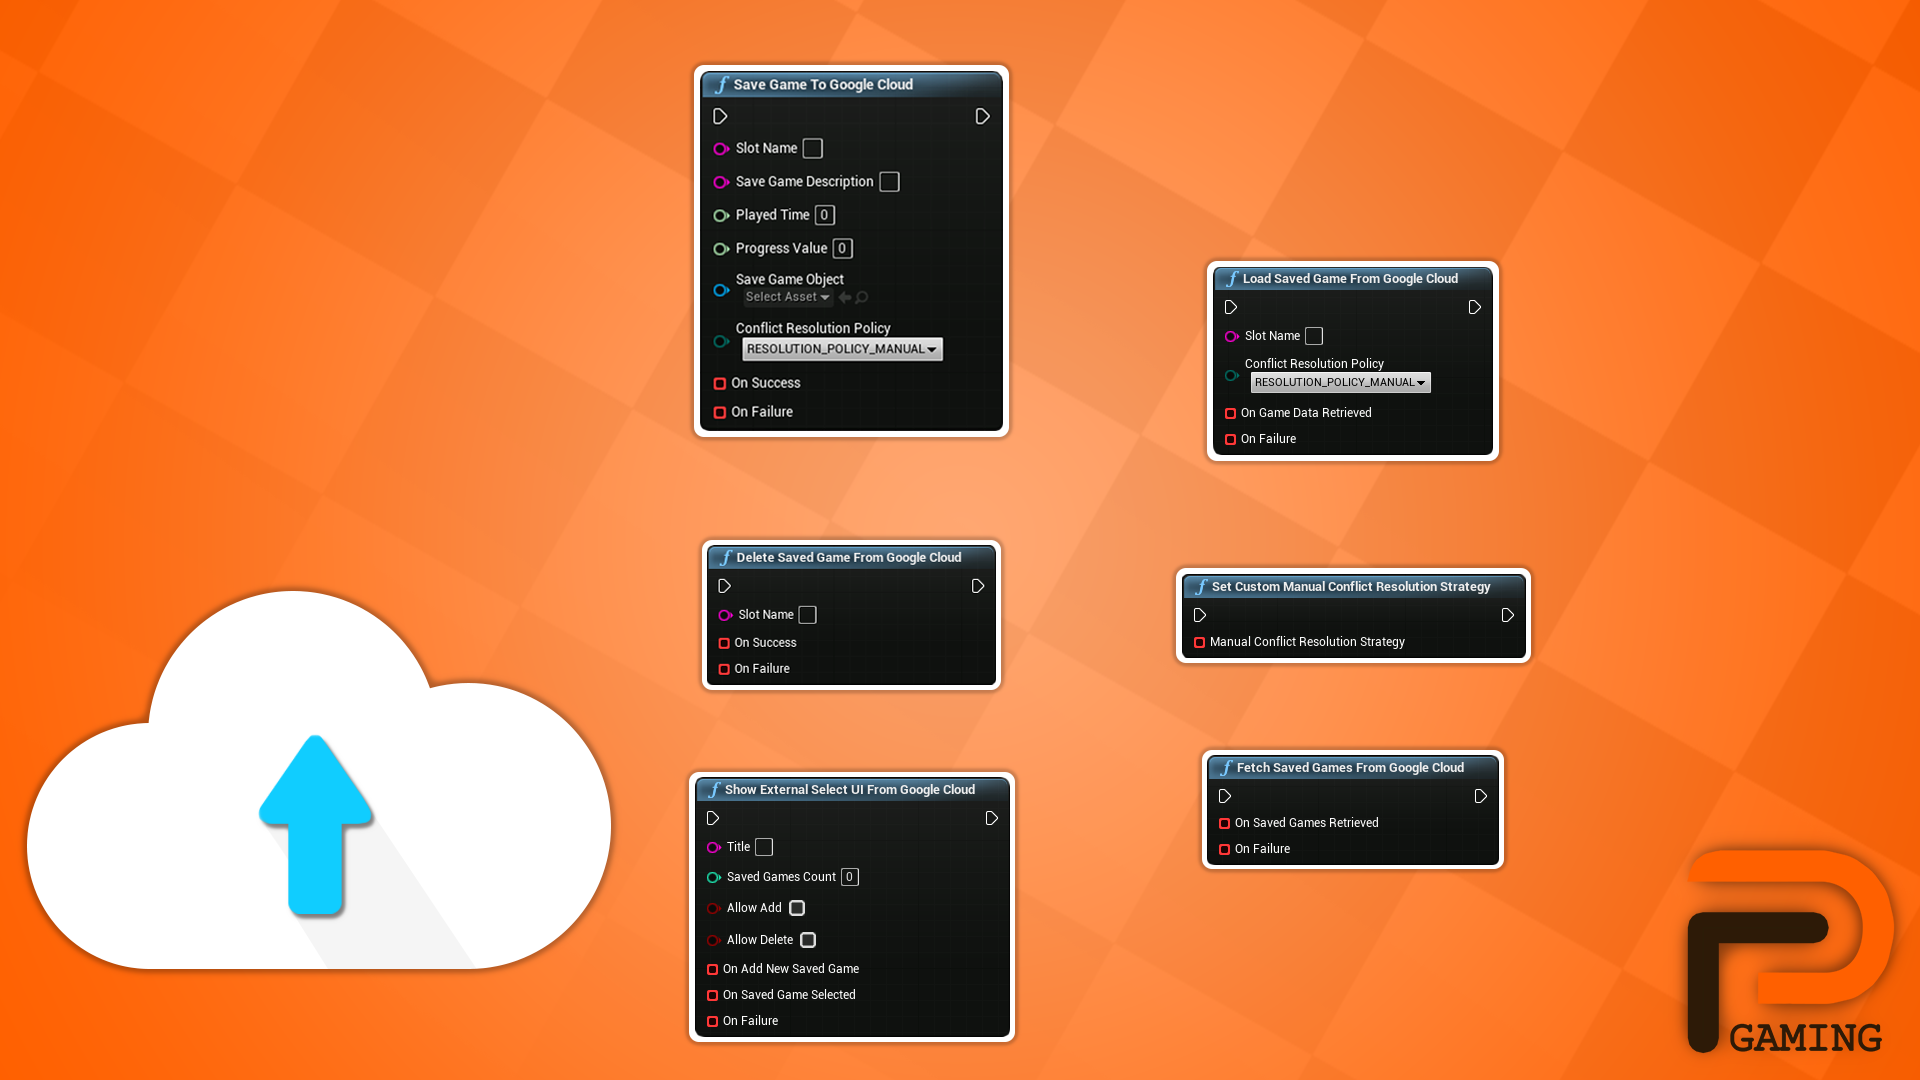 f Save Game To Google Cloud
Slot Name
Save Game Description
Played Time 0
Progress Value 0
Save Game Object
Select Asset
Conflict Resolution Policy
RESOLUTION_POLICY_MANUAL
On Success
On Failure
f Load Saved Game From Google Cloud
Slot Name
Conflict Resolution Policy
RESOLUTION_POLICY_MANUAL
On Game Data Retrieved
On Failure
f Delete Saved Game From Google Cloud
Slot Name
On Success
On Failure
f Set Custom Manual Conflict Resolution Strategy
Manual Conflict Resolution Strategy
f Show External Select UI From Google Cloud
Title
Saved Games Count 0
Allow Add
Allow Delete
On Add New Saved Game
On Saved Game Selected
On Failure
f Fetch Saved Games From Google Cloud
On Saved Games Retrieved
On Failure
GAMING